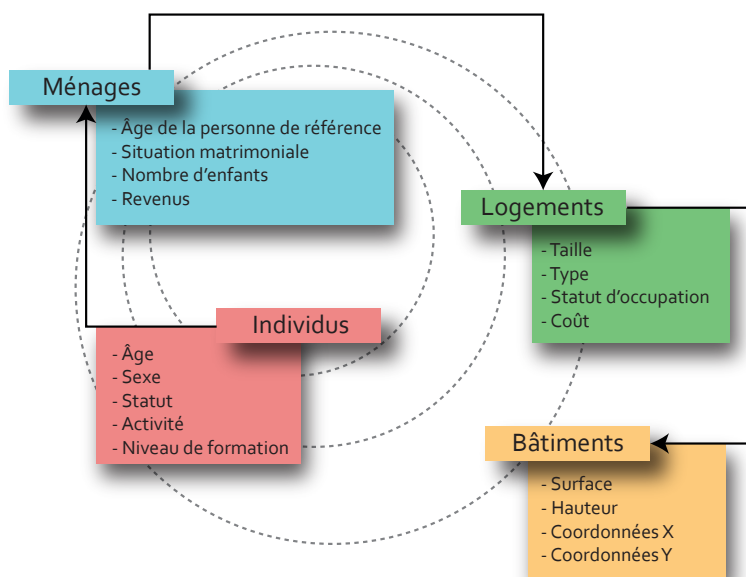 Ménages
- Âge de la personne de référence
- Situation matrimoniale
- Nombre d'enfants
- Revenus
Logements
- Taille
- Type
- Statut d'occupation
- Coût
Individus
- Âge
- Sexe
- Statut
- Activité
- Niveau de formation
Bâtiments
- Surface
- Hauteur
- Coordonnées X
- Coordonnées Y